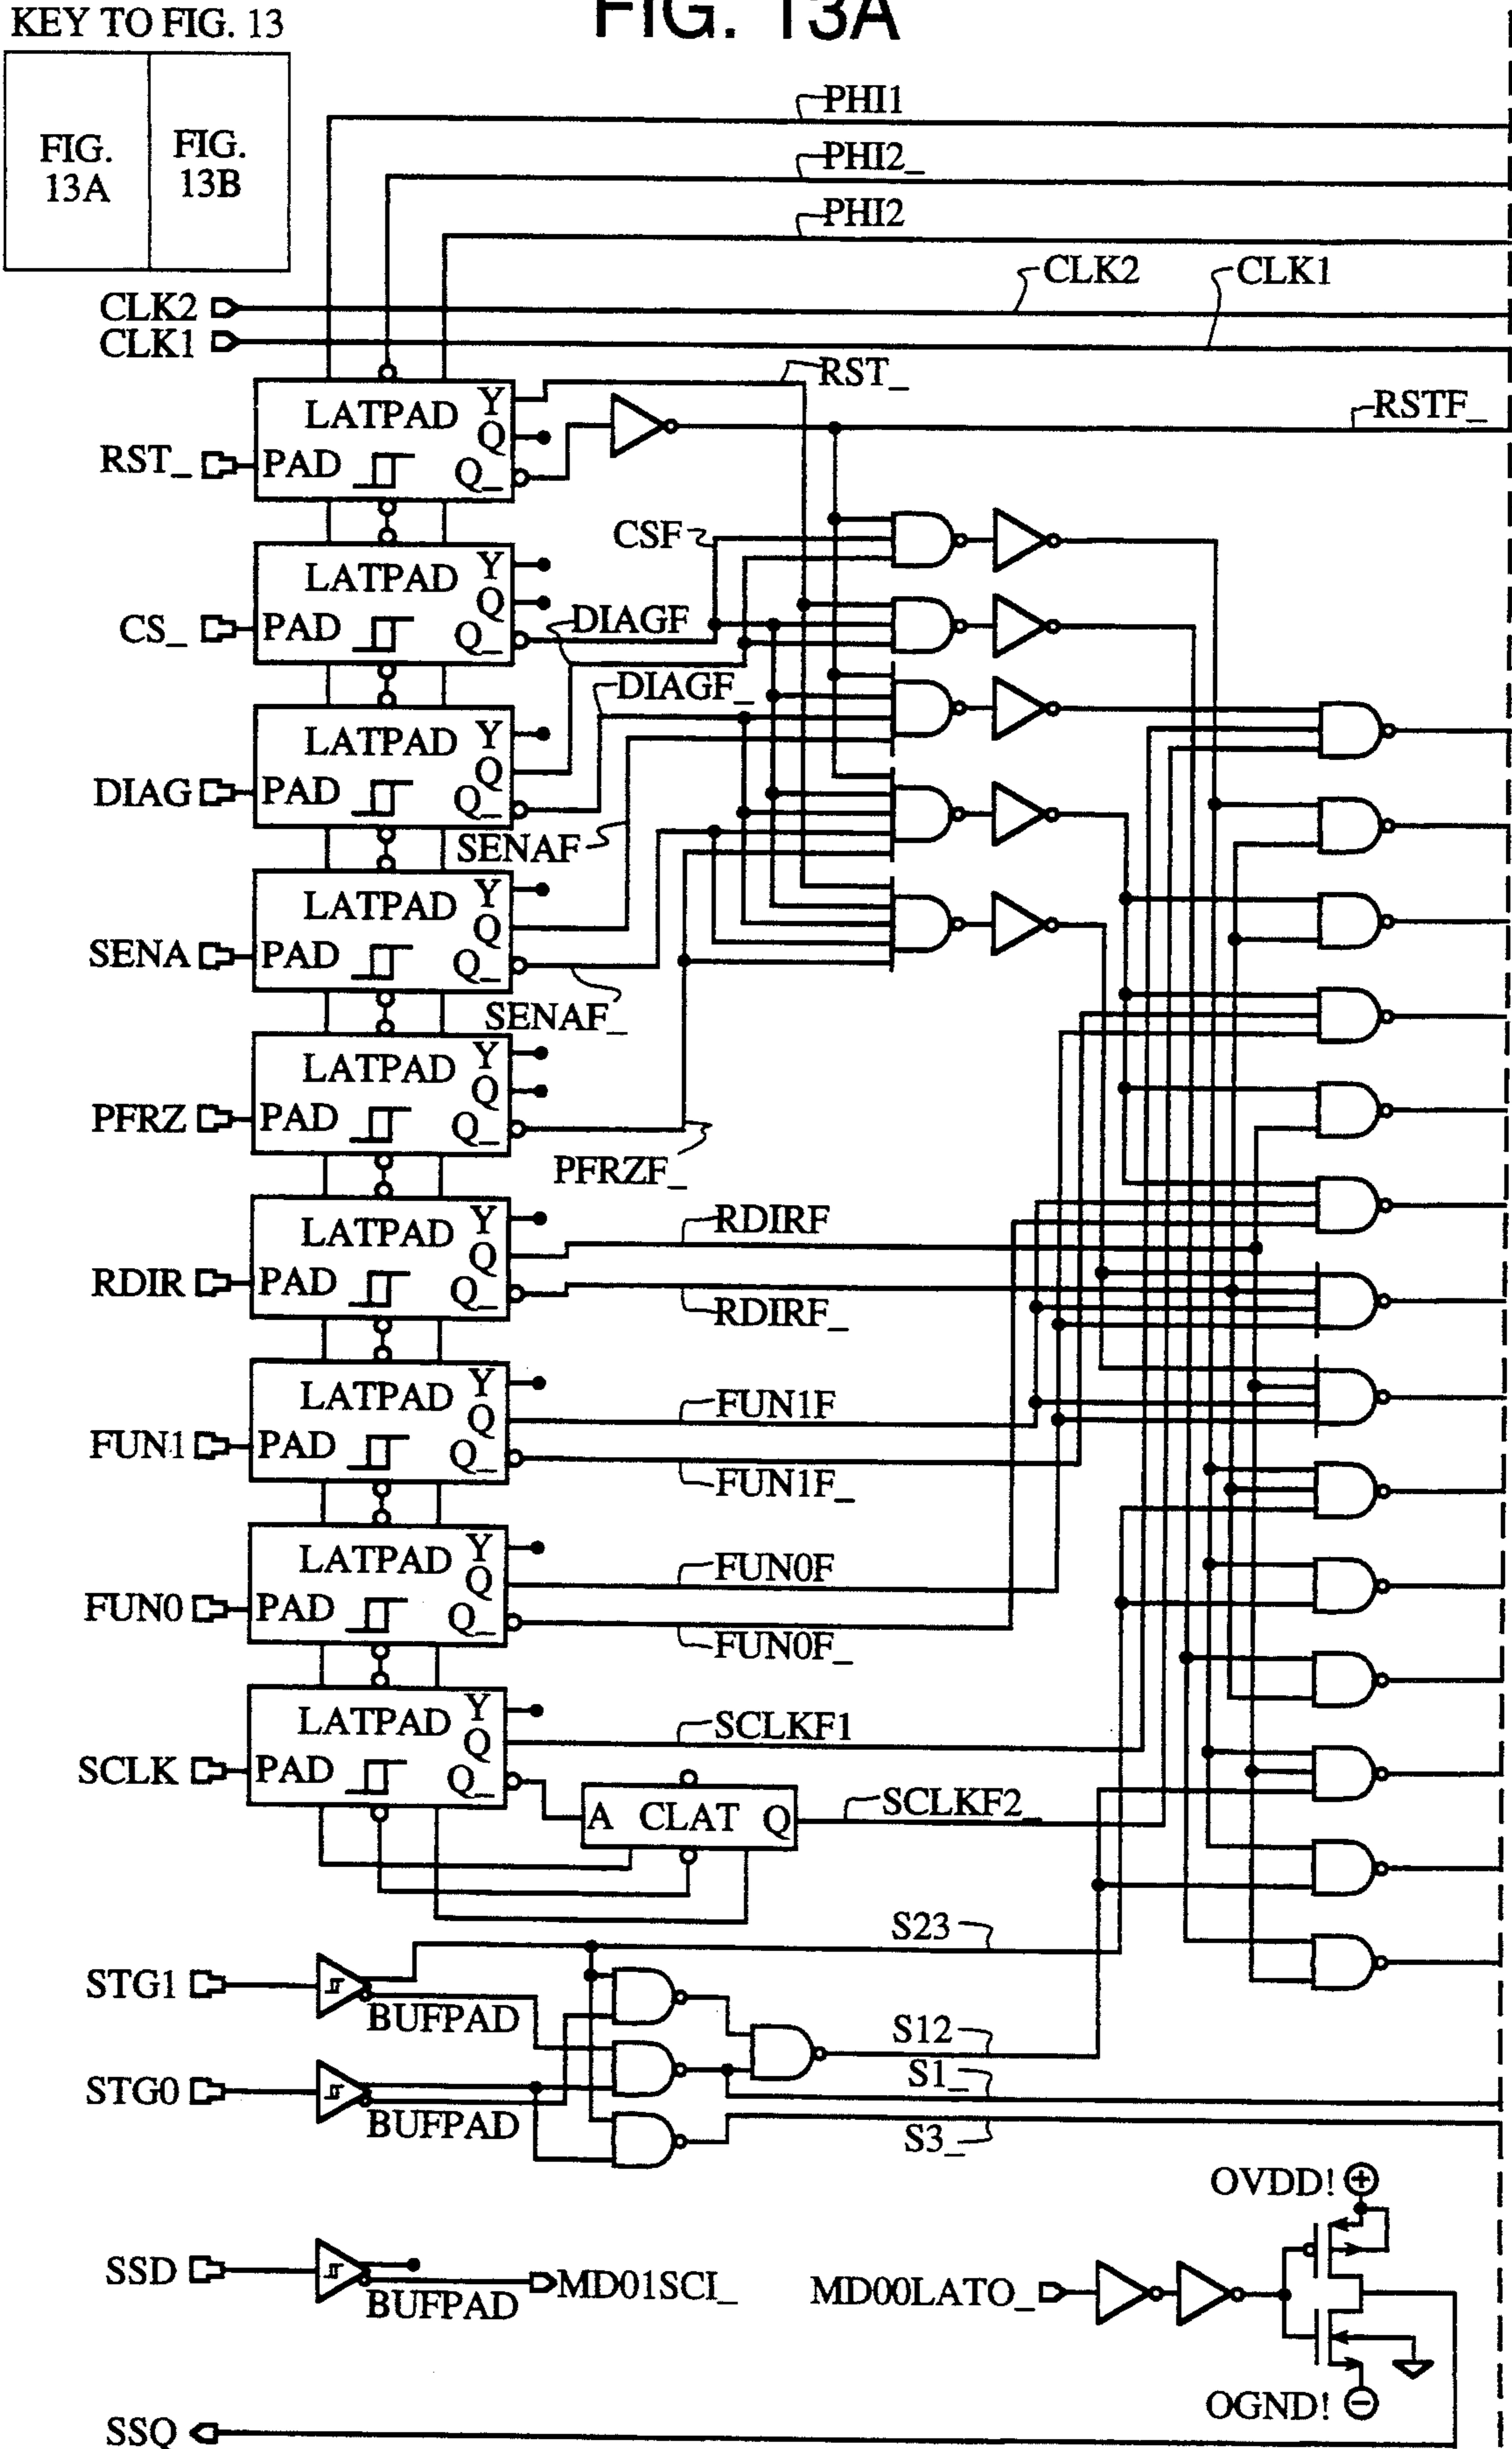 FIG. 13A
KEY TO FIG. 13
FIG. 13A
FIG. 13B
PHI1
PHI2_
PHI2
CLK2
CLK1
CLK2
CLK1
RST_
RSTF_
LATPAD
Y
Q
RST_
PAD
Q_
CSF
LATPAD
Y
Q
CS_
PAD
Q_
DIAGF
DIAGF_
LATPAD
Y
Q
DIAG
PAD
Q_
SENAF
LATPAD
Y
Q
SENA
PAD
Q_
SENAF_
LATPAD
Y
Q
PFRZ
PAD
Q_
PFRZF_
LATPAD
Y
Q
RDIRF
RDIR
PAD
Q_
RDIRF_
LATPAD
Y
Q
FUN1F
FUN1
PAD
Q_
FUN1F_
LATPAD
Y
Q
FUN0F
FUN0
PAD
Q_
FUN0F_
LATPAD
Y
Q
SCLKF1
SCLK
PAD
Q_
A CLAT Q
SCLKF2_
S23
STG1
BUFPAD
S12
STG0
S1_
BUFPAD
S3_
OVDD!
SSD
MD01SCI_
MD00LATO_
BUFPAD
OGND!
SSQ